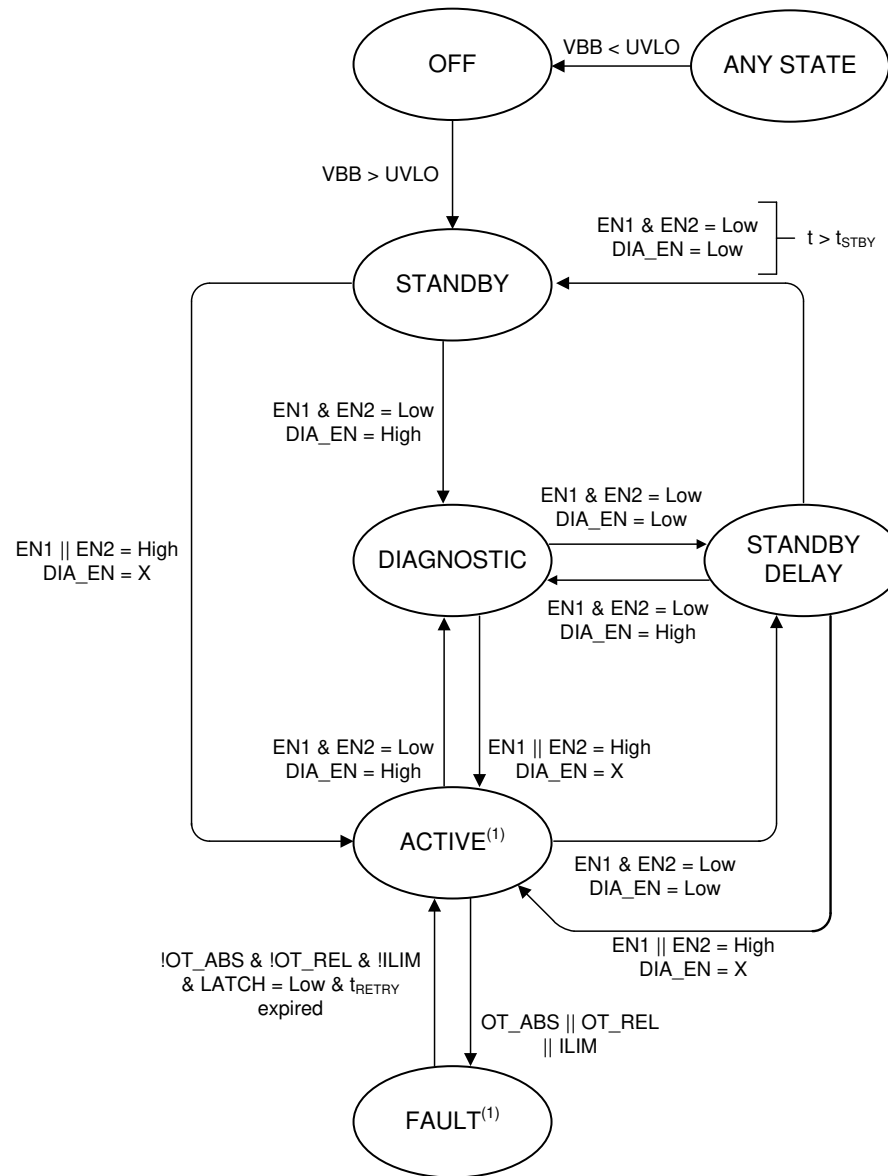 VBB < UVLO
OFF
ANY STATE
VBB > UVLO
EN1 & EN2 = Low
DIA_EN = Low
t > tSTBY
STANDBY
EN1 & EN2 = Low
DIA_EN = High
EN1 & EN2 = Low
DIA_EN = Low
EN1 || EN2 = High
DIA_EN = X
DIAGNOSTIC
STANDBY
DELAY
EN1 & EN2 = Low
DIA_EN = High
EN1 & EN2 = Low
DIA_EN = High
EN1 || EN2 = High
DIA_EN = X
ACTIVE(1)
EN1 & EN2 = Low
DIA_EN = Low
EN1 || EN2 = High
DIA_EN = X
!OT_ABS & !OT_REL & !ILIM
& LATCH = Low & tRETRY
expired
OT_ABS || OT_REL
|| ILIM
FAULT(1)